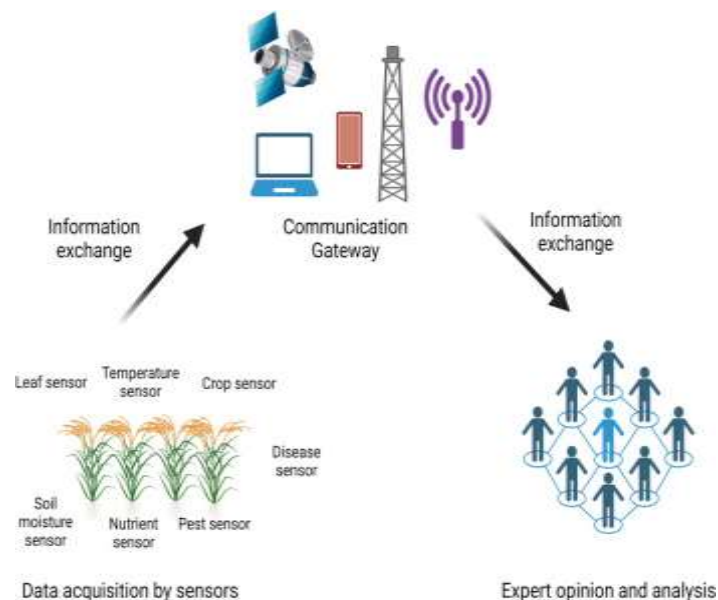 Information
exchange
Communication
Gateway
Information
exchange
Leaf sensor
Temperature
sensor
Crop sensor
Disease
sensor
Soil
moisture
sensor
Nutrient
sensor
Pest sensor
Data acquisition by sensors
Expert opinion and analysis